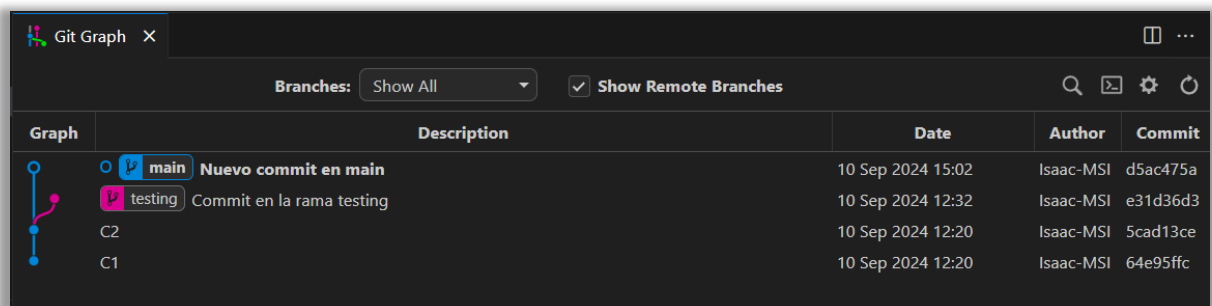 Git Graph
Branches: Show All Show Remote Branches
Graph Description Date Author Commit
main Nuevo commit en main 10 Sep 2024 15:02 Isaac-MSI d5ac475a
testing Commit en la rama testing 10 Sep 2024 12:32 Isaac-MSI e31d36d3
C2 10 Sep 2024 12:20 Isaac-MSI 5cad13ce
C1 10 Sep 2024 12:20 Isaac-MSI 64e95ffc